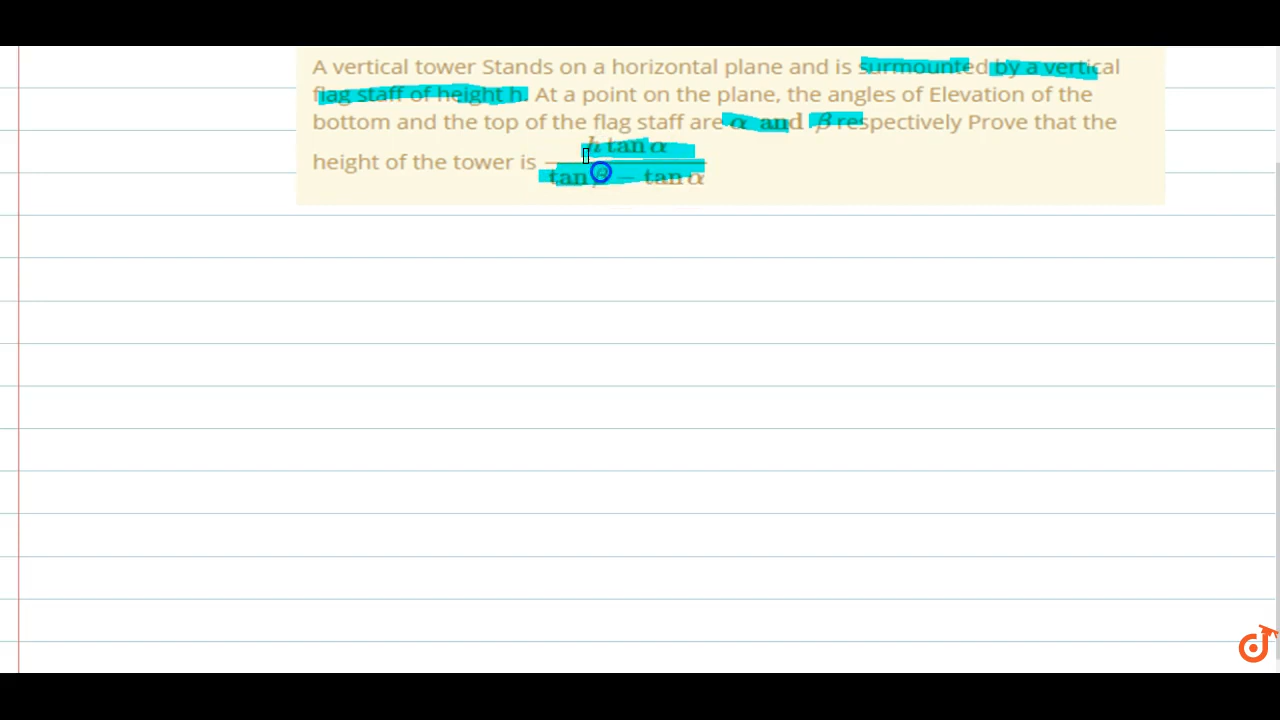 A vertical tower Stands on a horizontal plane and is surmounted by a vertical
flag staff of height h. At a point on the plane, the angles of Elevation of the
bottom and the top of the flag staff are α and β respectively Prove that the
h tan α
height of the tower is
tan β − tan α